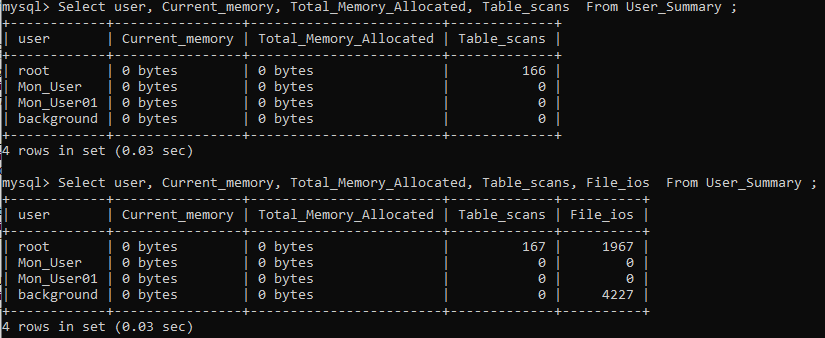 mysql> Select user, Current_memory, Total_Memory_Allocated, Table_scans  From User_Summary ;
+------------+----------------+------------------------+-------------+
| user       | Current_memory | Total_Memory_Allocated | Table_scans |
+------------+----------------+------------------------+-------------+
| root       | 0 bytes        | 0 bytes                |         166 |
| Mon_User   | 0 bytes        | 0 bytes                |           0 |
| Mon_User01 | 0 bytes        | 0 bytes                |           0 |
| background | 0 bytes        | 0 bytes                |           0 |
+------------+----------------+------------------------+-------------+
4 rows in set (0.03 sec)
mysql> Select user, Current_memory, Total_Memory_Allocated, Table_scans, File_ios  From User_Summary ;
+------------+----------------+------------------------+-------------+----------+
| user       | Current_memory | Total_Memory_Allocated | Table_scans | File_ios |
+------------+----------------+------------------------+-------------+----------+
| root       | 0 bytes        | 0 bytes                |         167 |     1967 |
| Mon_User   | 0 bytes        | 0 bytes                |           0 |        0 |
| Mon_User01 | 0 bytes        | 0 bytes                |           0 |        0 |
| background | 0 bytes        | 0 bytes                |           0 |     4227 |
+------------+----------------+------------------------+-------------+----------+
4 rows in set (0.03 sec)